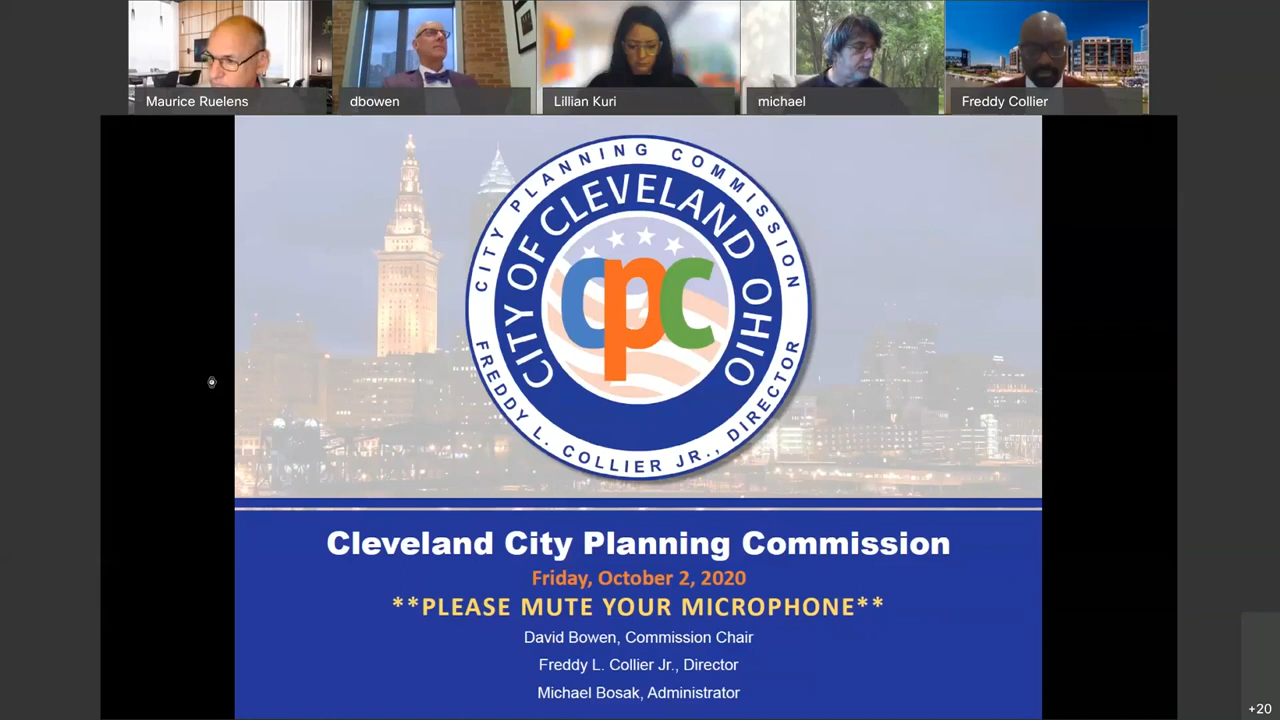 Maurice Ruelens
dbowen
Lillian Kuri
michael
Freddy Collier
CITY PLANNING COMMISSION
CITY OF CLEVELAND OHIO
cpc
FREDDY L. COLLIER JR., DIRECTOR
Cleveland City Planning Commission
Friday, October 2, 2020
**PLEASE MUTE YOUR MICROPHONE**
David Bowen, Commission Chair
Freddy L. Collier Jr., Director
Michael Bosak, Administrator
+20